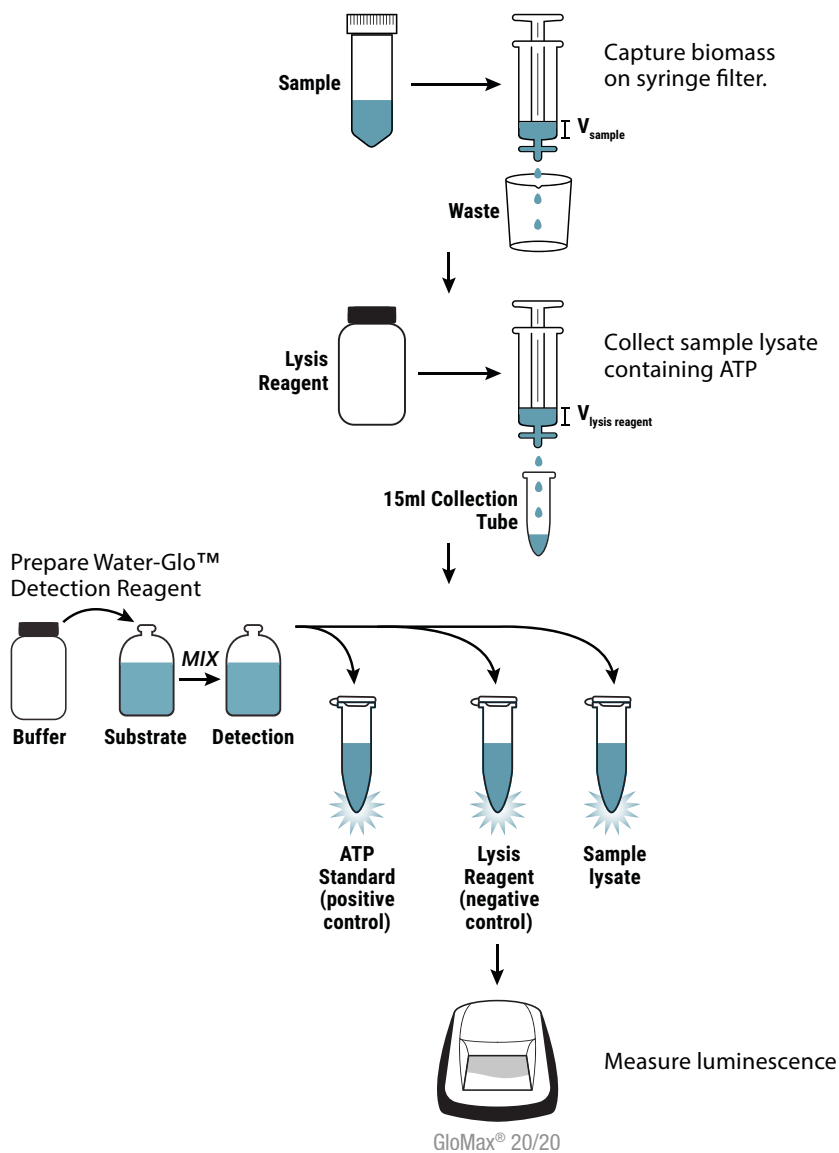 Sample
Capture biomass
on syringe filter.
Vsample
Waste
Lysis
Reagent
Collect sample lysate
containing ATP
Vlysis reagent
15ml Collection
Tube
Prepare Water-Glo™
Detection Reagent
MIX
Buffer
Substrate
Detection
ATP
Standard
(positive
control)
Lysis
Reagent
(negative
control)
Sample
lysate
Measure luminescence
GloMax® 20/20